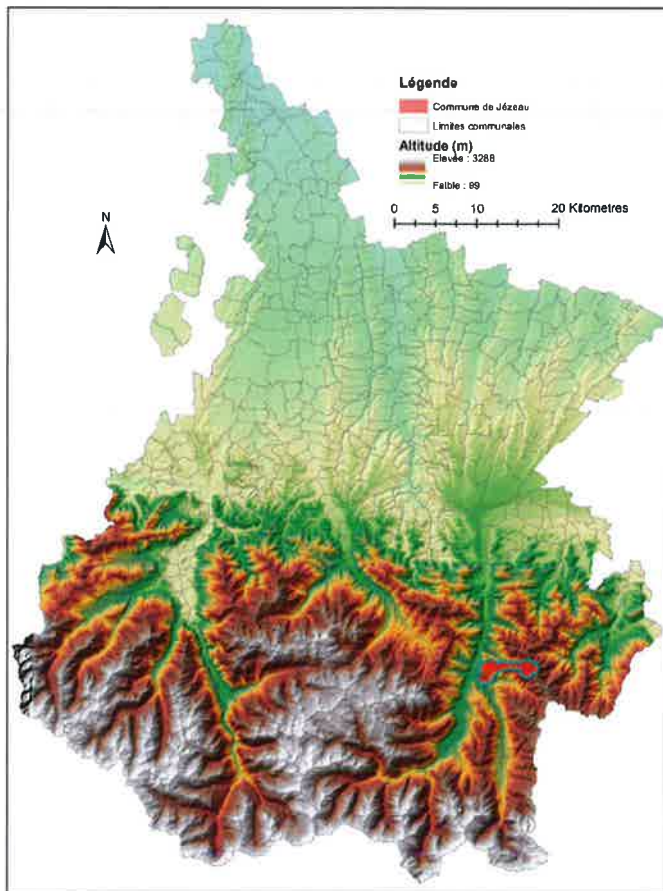 Légende
Commune de Jézeau
Limites communales
Altitude (m)
Elevée : 3288
Faible : 89
0 5 10 20 Kilometres
N